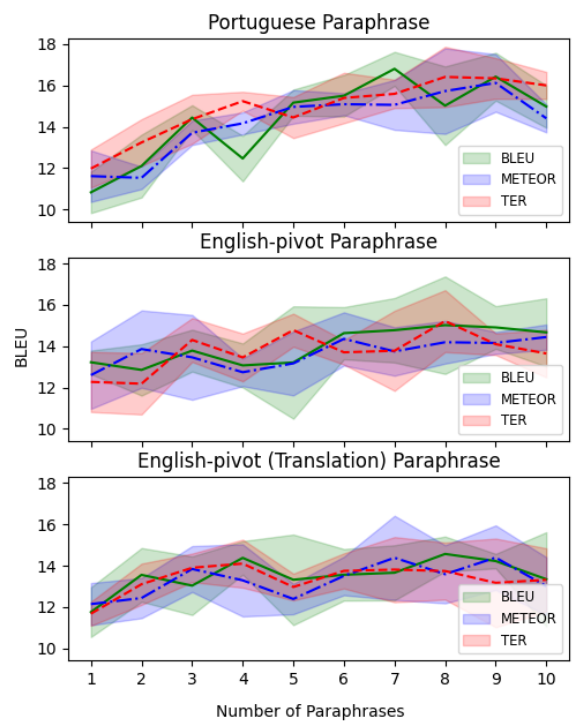 Portuguese Paraphrase
18
16
14
12
10
BLEU
METEOR
TER
English-pivot Paraphrase
18
16
14
12
10
BLEU
BLEU
METEOR
TER
English-pivot (Translation) Paraphrase
18
16
14
12
10
BLEU
METEOR
TER
1 2 3 4 5 6 7 8 9 10
Number of Paraphrases